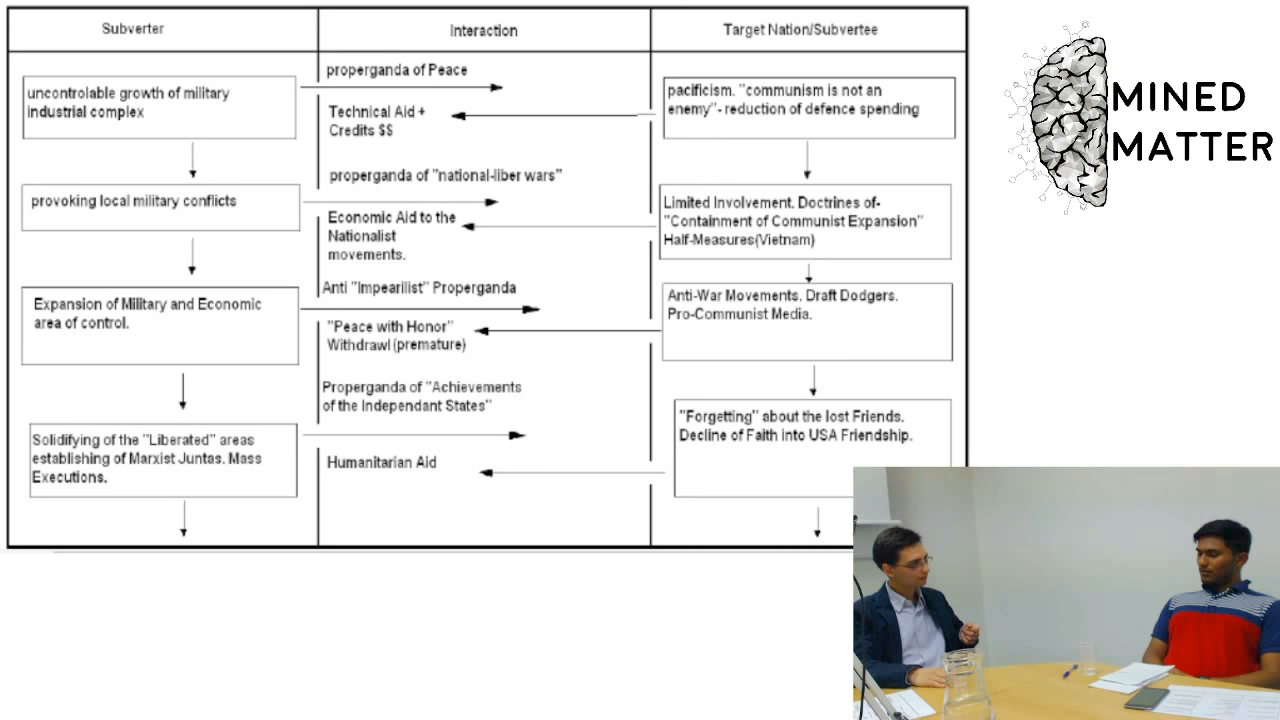 Subverter
Interaction
Target Nation/Subvertee
uncontrolable growth of military
industrial complex
properganda of Peace
Technical Aid +
Credits $$
pacificism. "communism is not an
enemy"- reduction of defence spending
provoking local military conflicts
properganda of "national-liber wars"
Economic Aid to the
Nationalist
movements.
Limited Involvement. Doctrines of-
"Containment of Communist Expansion"
Half-Measures(Vietnam)
Expansion of Military and Economic
area of control.
Anti "Impearilist" Properganda
"Peace with Honor"
Withdrawl (premature)
Anti-War Movements. Draft Dodgers.
Pro-Communist Media.
Solidifying of the "Liberated" areas
establishing of Marxist Juntas. Mass
Executions.
Properganda of "Achievements
of the Independant States"
Humanitarian Aid
"Forgetting" about the lost Friends.
Decline of Faith into USA Friendship.
MINED
MATTER